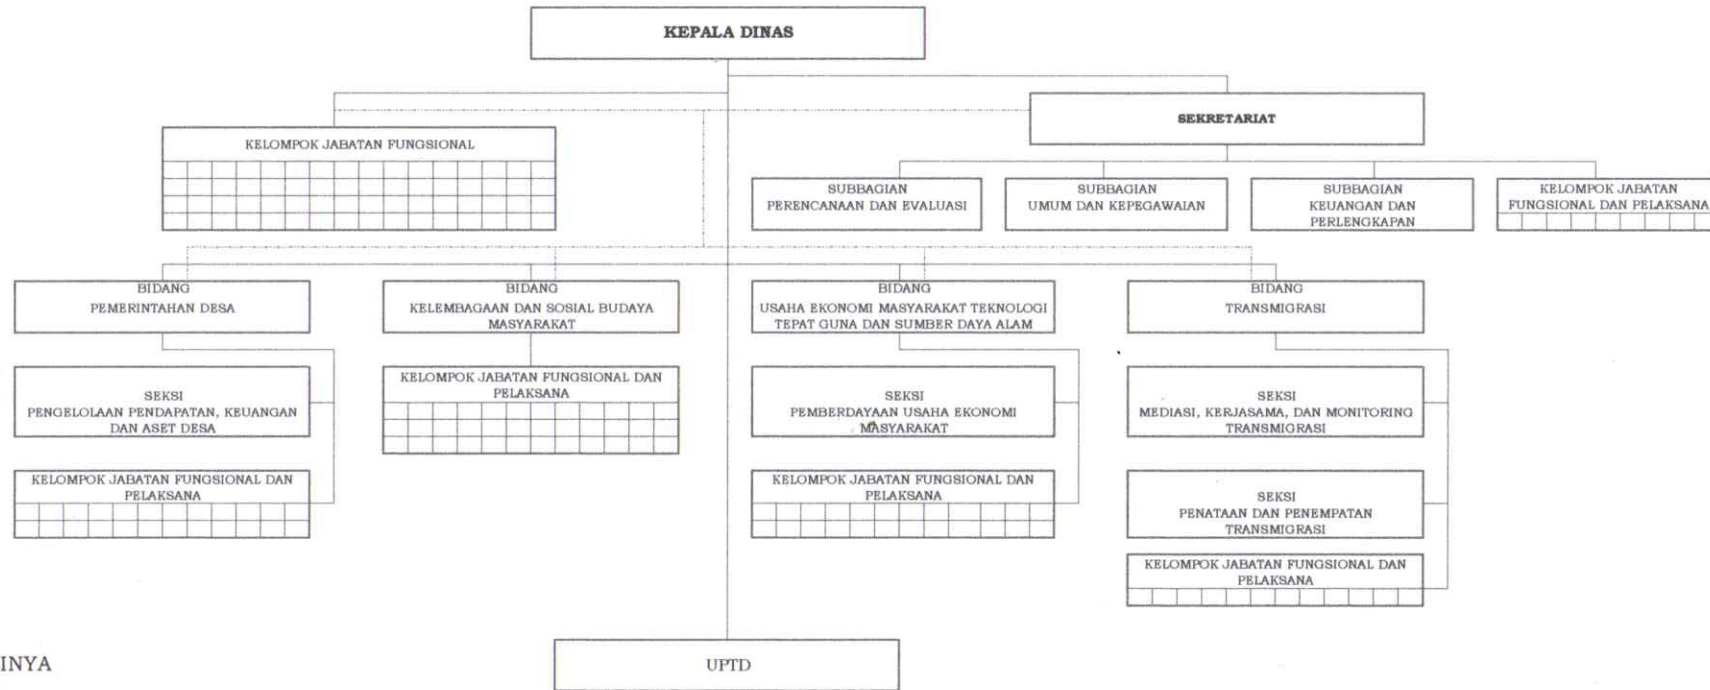 KEPALA DINAS
SEKRETARIAT
KELOMPOK JABATAN FUNGSIONAL
SUBBAGIAN
PERENCANAAN DAN EVALUASI
SUBBAGIAN
UMUM DAN KEPEGAWAIAN
SUBBAGIAN
KEUANGAN DAN
PERLENGKAPAN
KELOMPOK JABATAN
FUNGSIONAL DAN PELAKSANA
BIDANG
PEMERINTAHAN DESA
BIDANG
KELEMBAGAAN DAN SOSIAL BUDAYA
MASYARAKAT
BIDANG
USAHA EKONOMI MASYARAKAT TEKNOLOGI
TEPAT GUNA DAN SUMBER DAYA ALAM
BIDANG
TRANSMIGRASI
SEKSI
PENGELOLAAN PENDAPATAN, KEUANGAN
DAN ASET DESA
KELOMPOK JABATAN FUNGSIONAL DAN
PELAKSANA
SEKSI
PEMBERDAYAAN USAHA EKONOMI
MASYARAKAT
SEKSI
MEDIASI, KERJASAMA, DAN MONITORING
TRANSMIGRASI
KELOMPOK JABATAN FUNGSIONAL DAN
PELAKSANA
KELOMPOK JABATAN FUNGSIONAL DAN
PELAKSANA
SEKSI
PENATAAN DAN PENEMPATAN
TRANSMIGRASI
KELOMPOK JABATAN FUNGSIONAL DAN
PELAKSANA
INYA
UPTD